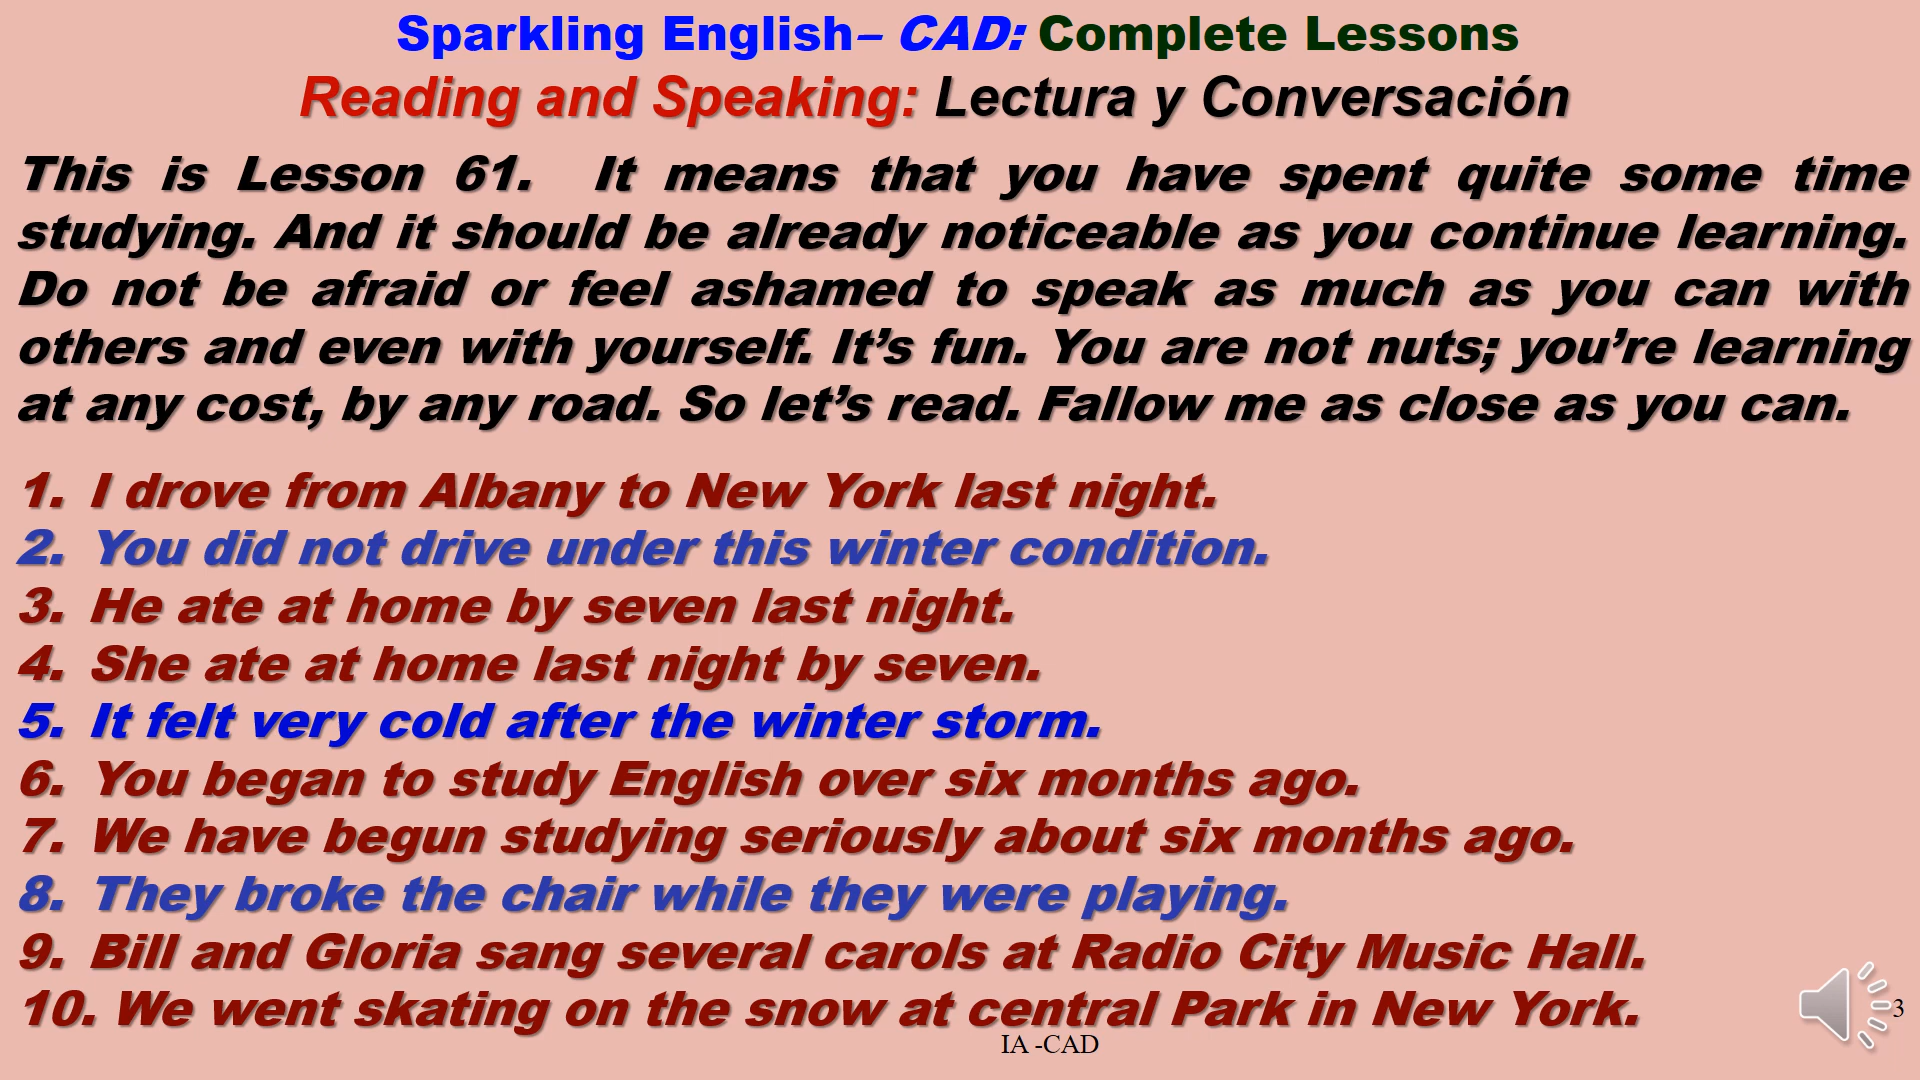 Sparkling English– CAD: Complete Lessons
Reading and Speaking: Lectura y Conversación
This is Lesson 61. It means that you have spent quite some time
studying. And it should be already noticeable as you continue learning.
Do not be afraid or feel ashamed to speak as much as you can with
others and even with yourself. It’s fun. You are not nuts; you’re learning
at any cost, by any road. So let’s read. Fallow me as close as you can.
1. I drove from Albany to New York last night.
2. You did not drive under this winter condition.
3. He ate at home by seven last night.
4. She ate at home last night by seven.
5. It felt very cold after the winter storm.
6. You began to study English over six months ago.
7. We have begun studying seriously about six months ago.
8. They broke the chair while they were playing.
9. Bill and Gloria sang several carols at Radio City Music Hall.
10. We went skating on the snow at central Park in New York.
3
IA -CAD